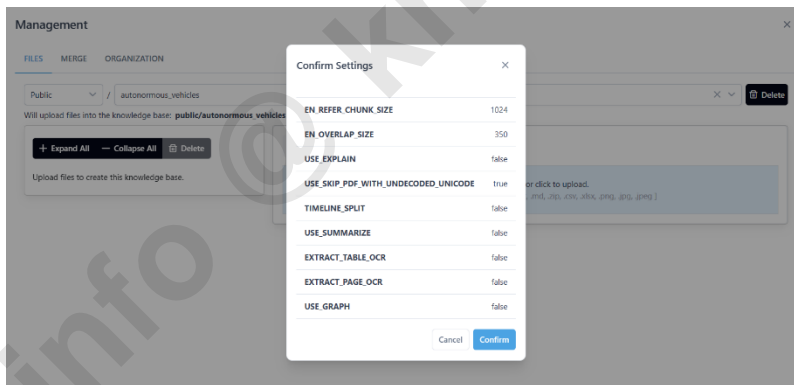 Management
FILES MERGE ORGANIZATION
Public / autonormous_vehicles Delete
Will upload files into the knowledge base: public/autonormous_vehicles
+ Expand All — Collapse All Delete
Upload files to create this knowledge base.
or click to upload.
, .md, .zip, .csv, .xlsx, .png, .jpg, .jpeg ]
Confirm Settings
EN_REFER_CHUNK_SIZE 1024
EN_OVERLAP_SIZE 350
USE_EXPLAIN false
USE_SKIP_PDF_WITH_UNDECODED_UNICODE true
TIMELINE_SPLIT false
USE_SUMMARIZE false
EXTRACT_TABLE_OCR false
EXTRACT_PAGE_OCR false
USE_GRAPH false
Cancel Confirm
info @ kn